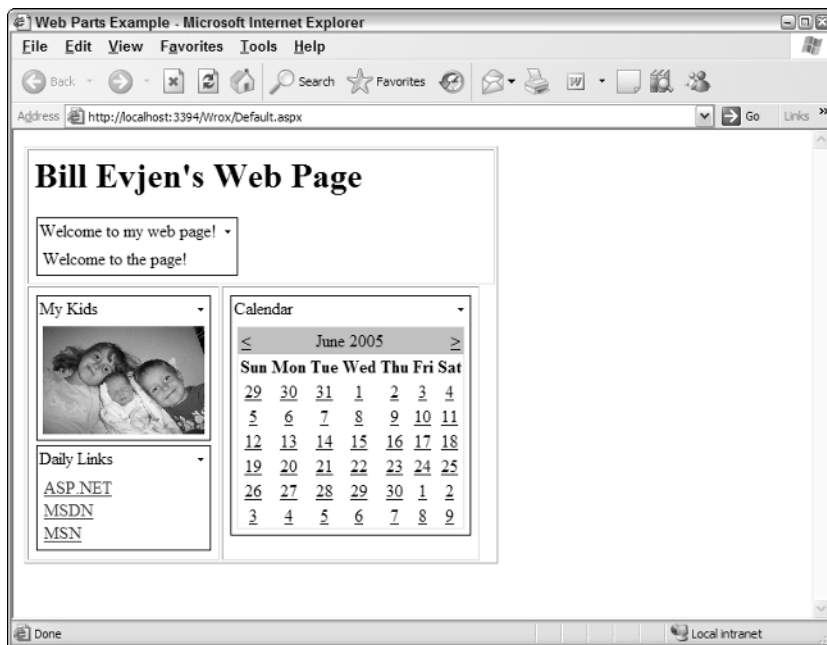 Web Parts Example - Microsoft Internet Explorer
File Edit View Favorites Tools Help
Back Search Favorites W
Address http://localhost:3394/Wrox/Default.aspx Go Links »
Bill Evjen's Web Page
Welcome to my web page!
Welcome to the page!
My Kids
Daily Links
ASP.NET
MSDN
MSN
Calendar
< June 2005 >
Sun Mon Tue Wed Thu Fri Sat
29 30 31 1 2 3 4
5 6 7 8 9 10 11
12 13 14 15 16 17 18
19 20 21 22 23 24 25
26 27 28 29 30 1 2
3 4 5 6 7 8 9
Done Local intranet